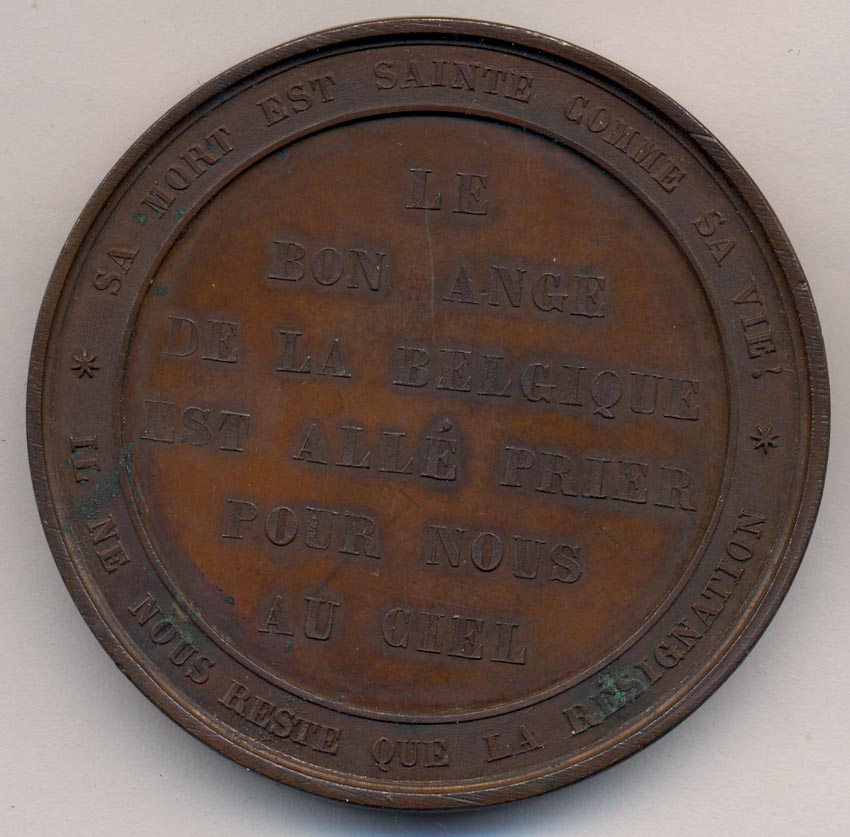 SA MORT EST SAINTE COMME SA VIE!
LE
BON ANGE
DE LA BELGIQUE
EST ALLÉ PRIER
POUR NOUS
AU CIEL
IL NE NOUS RESTE QUE LA RÉSIGNATION